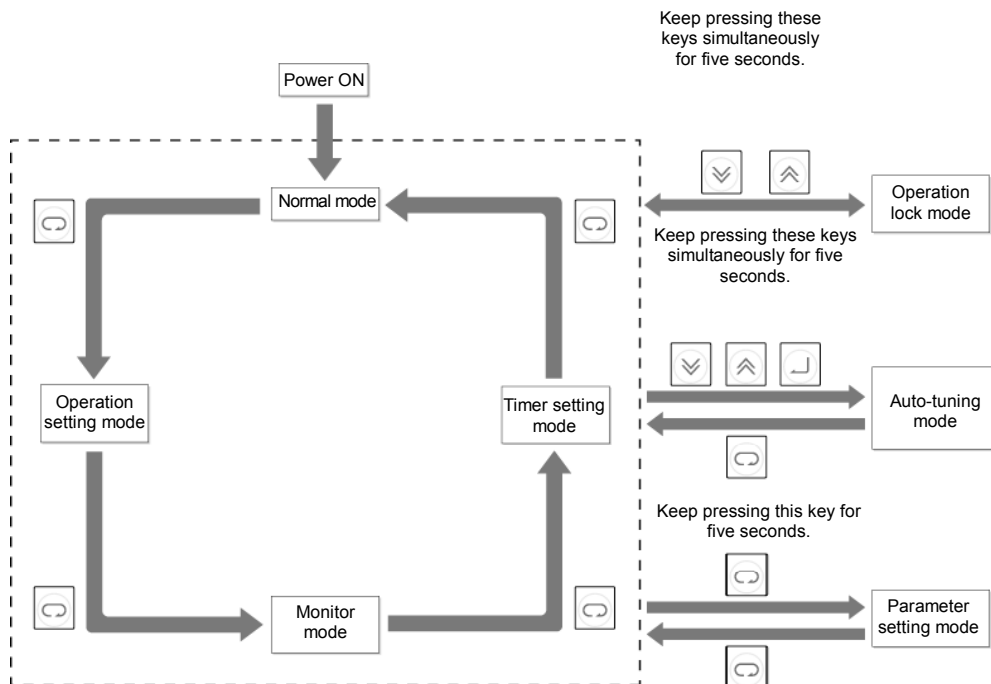 Keep pressing these
keys simultaneously
for five seconds.
Power ON
Normal mode
Operation
lock mode
Keep pressing these keys
simultaneously for five
seconds.
Operation
setting mode
Timer setting
mode
Auto-tuning
mode
Keep pressing this key for
five seconds.
Monitor
mode
Parameter
setting mode